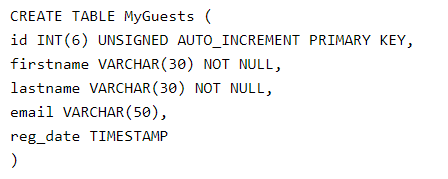 CREATE TABLE MyGuests (
id INT(6) UNSIGNED AUTO_INCREMENT PRIMARY KEY,
firstname VARCHAR(30) NOT NULL,
lastname VARCHAR(30) NOT NULL,
email VARCHAR(50),
reg_date TIMESTAMP
)